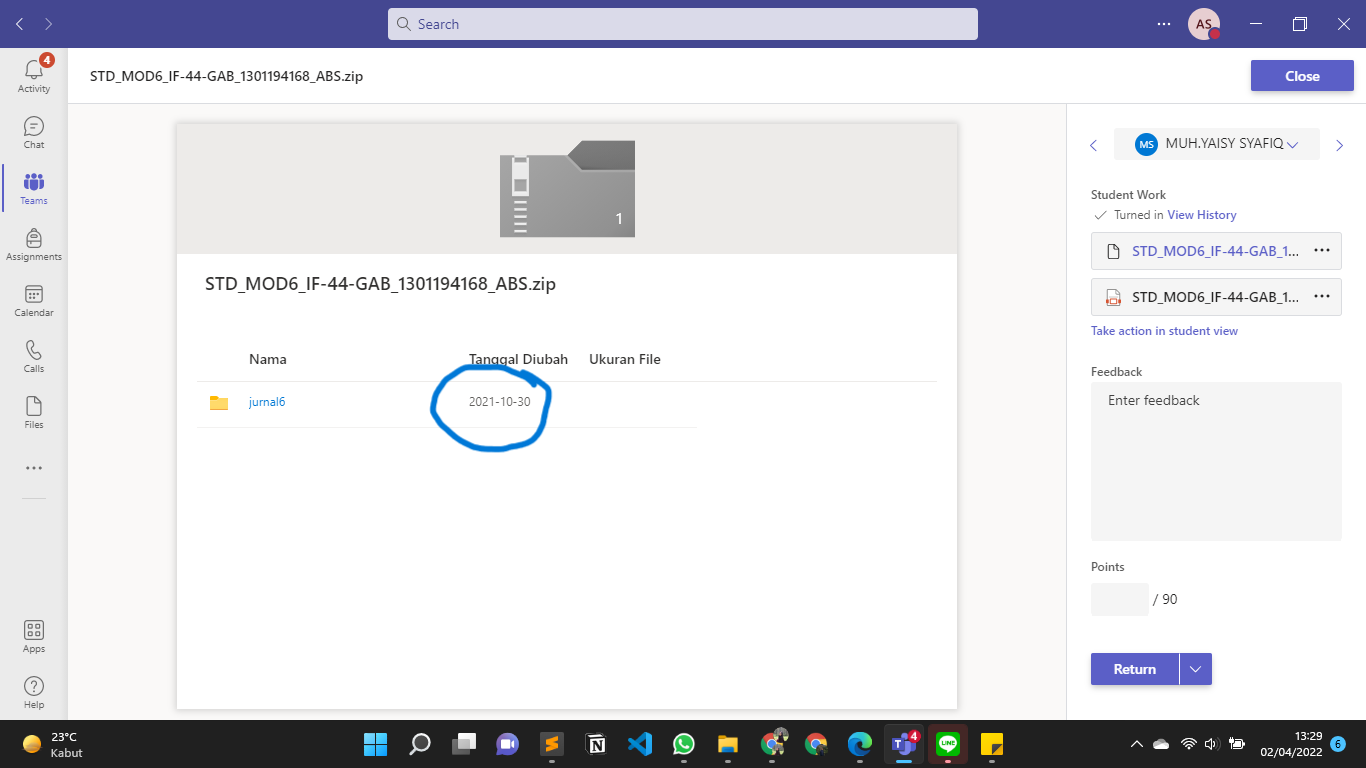 Search
AS
STD_MOD6_IF-44-GAB_1301194168_ABS.zip
Close
4
Activity
Chat
Teams
Assignments
Calendar
Calls
Files
Apps
Help
1
STD_MOD6_IF-44-GAB_1301194168_ABS.zip
Nama Tanggal Diubah Ukuran File
jurnal6 2021-10-30
MS MUH.YAISY SYAFIQ
Student Work
Turned in View History
STD_MOD6_IF-44-GAB_1...
STD_MOD6_IF-44-GAB_1...
Take action in student view
Feedback
Enter feedback
Points
/ 90
Return
23°C
Kabut
4
LINE
13:29
02/04/2022
6